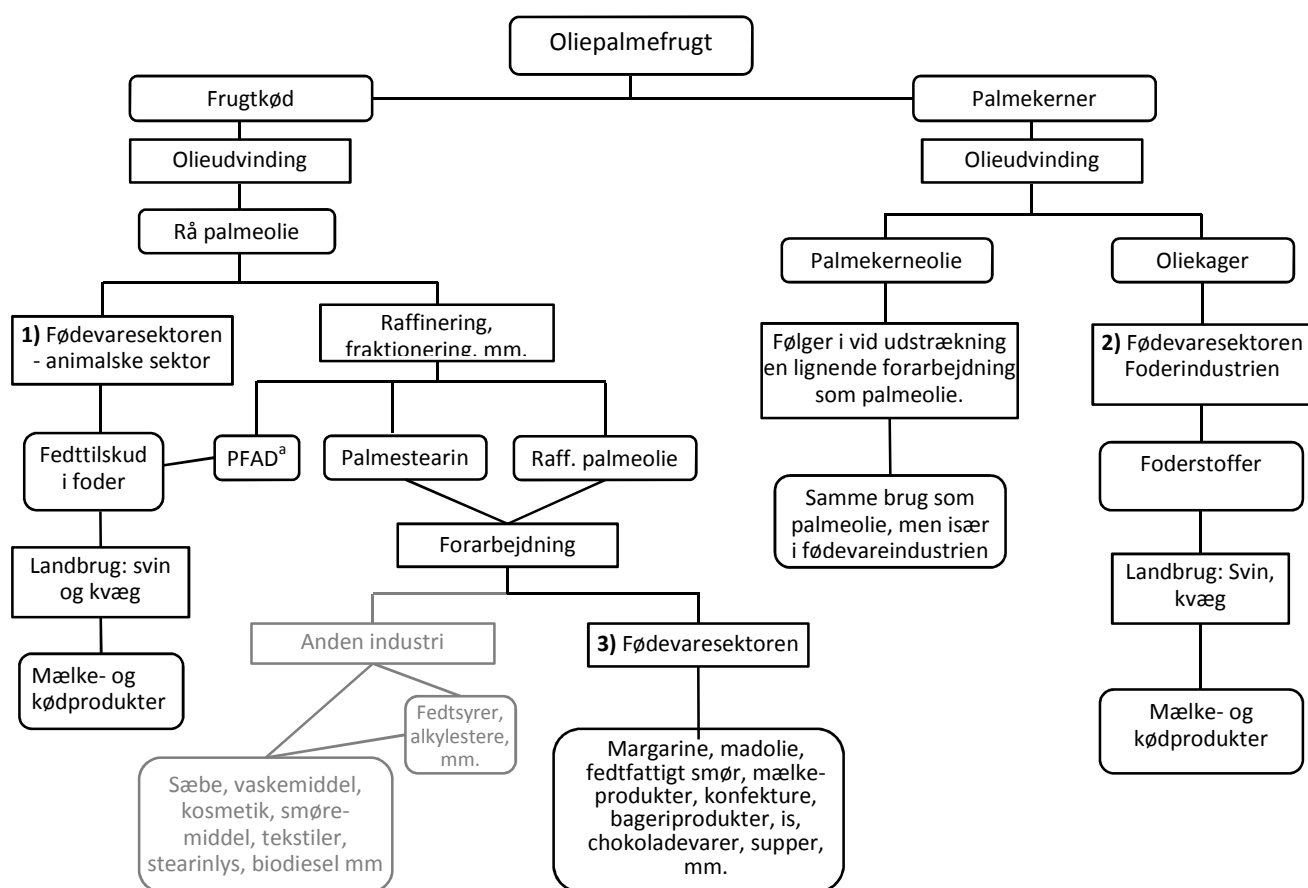 Oliepalmefrugt
Frugtkød
Palmekerner
Olieudvinding
Olieudvinding
Rå palmeolie
Palmekerneolie
Oliekager
1) Fødevaresektoren
- animalske sektor
Raffinering,
fraktionering, mm.
Følger i vid udstrækning
en lignende forarbejdning
som palmeolie.
2) Fødevaresektoren
Foderindustrien
Fedttilskud
i foder
PFADᵃ
Palmestearin
Raff. palmeolie
Foderstoffer
Samme brug som
palmeolie, men især
i fødevareindustrien
Forarbejdning
Landbrug: svin
og kvæg
Landbrug: Svin,
kvæg
Anden industri
3) Fødevaresektoren
Mælke- og
kødprodukter
Fedtsyrer,
alkylestere,
mm.
Mælke- og
kødprodukter
Sæbe, vaskemiddel,
kosmetik, smøre-
middel, tekstiler,
stearinlys, biodiesel mm
Margarine, madolie,
fedtfattigt smør, mælke-
produkter, konfekture,
bageriprodukter, is,
chokoladevarer, supper,
mm.